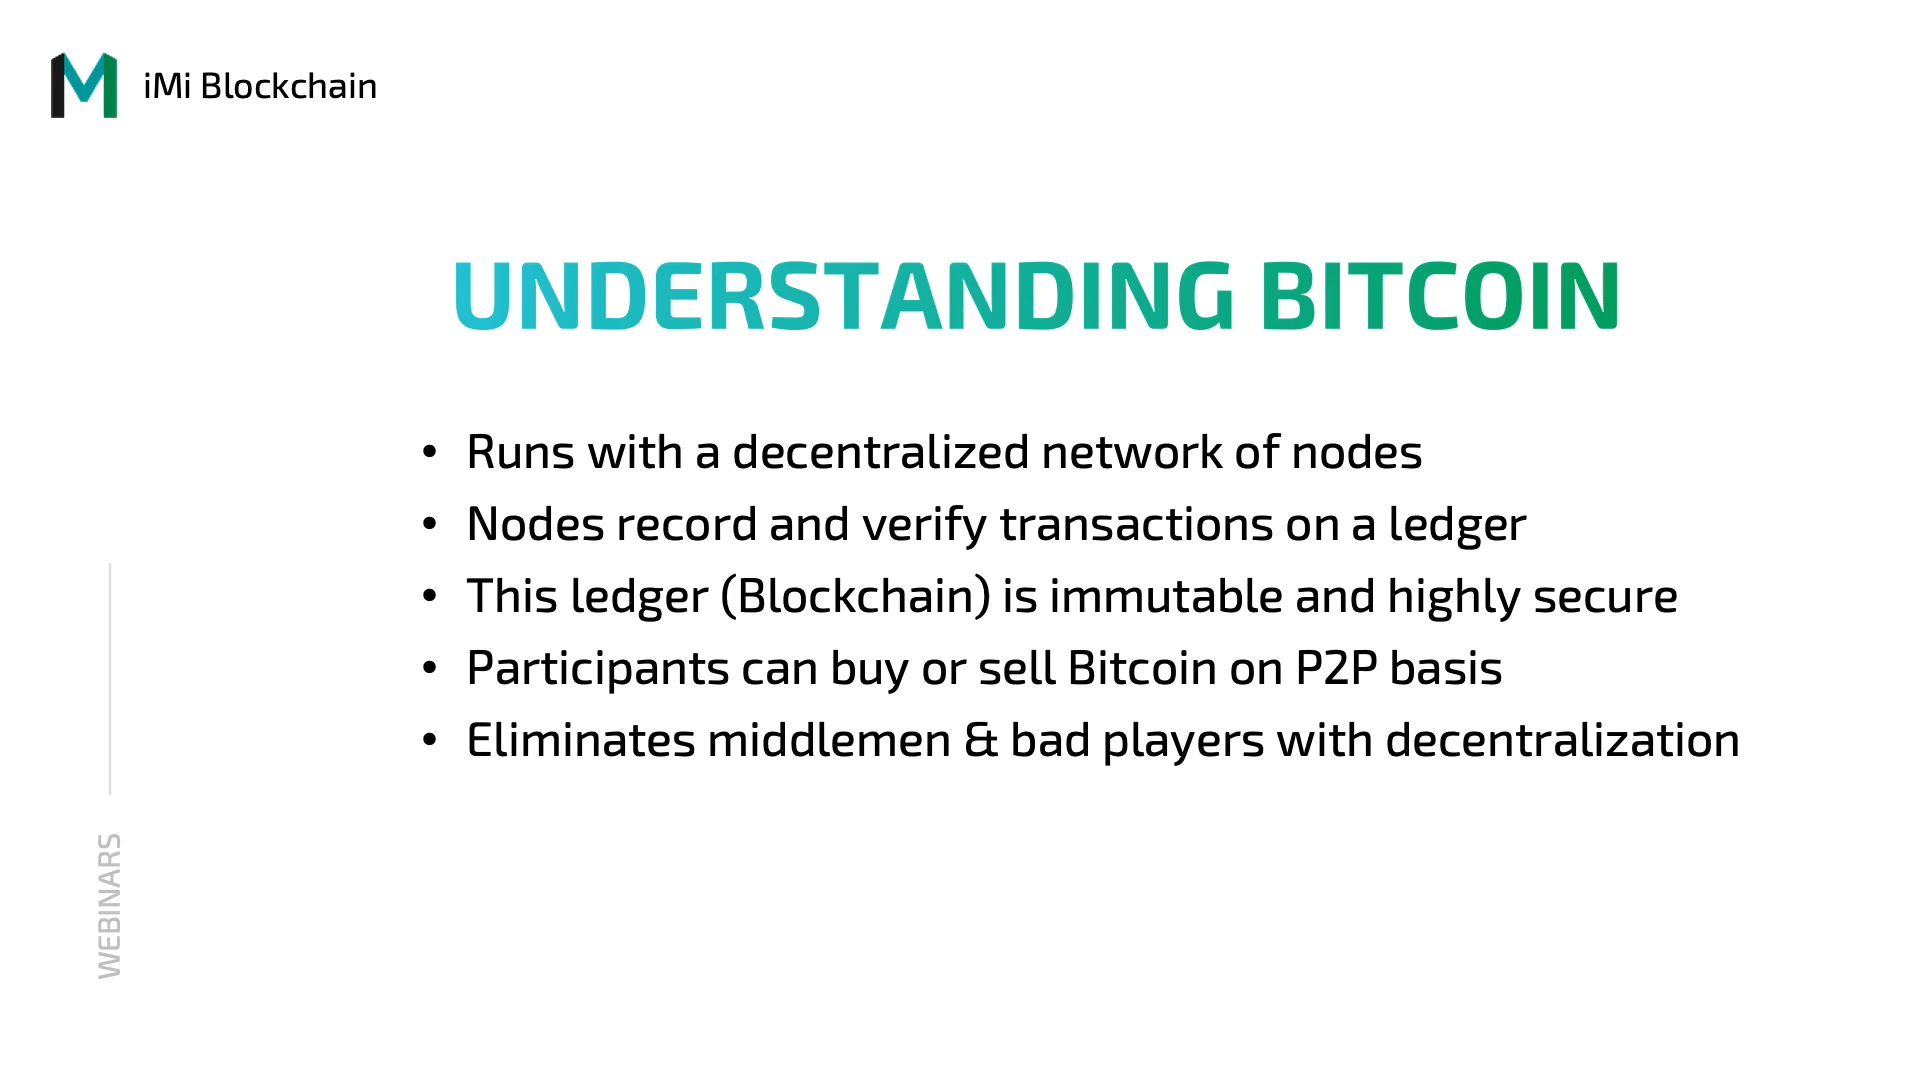 iMi Blockchain
UNDERSTANDING BITCOIN
• Runs with a decentralized network of nodes
• Nodes record and verify transactions on a ledger
• This ledger (Blockchain) is immutable and highly secure
• Participants can buy or sell Bitcoin on P2P basis
• Eliminates middlemen & bad players with decentralization
WEBINARS